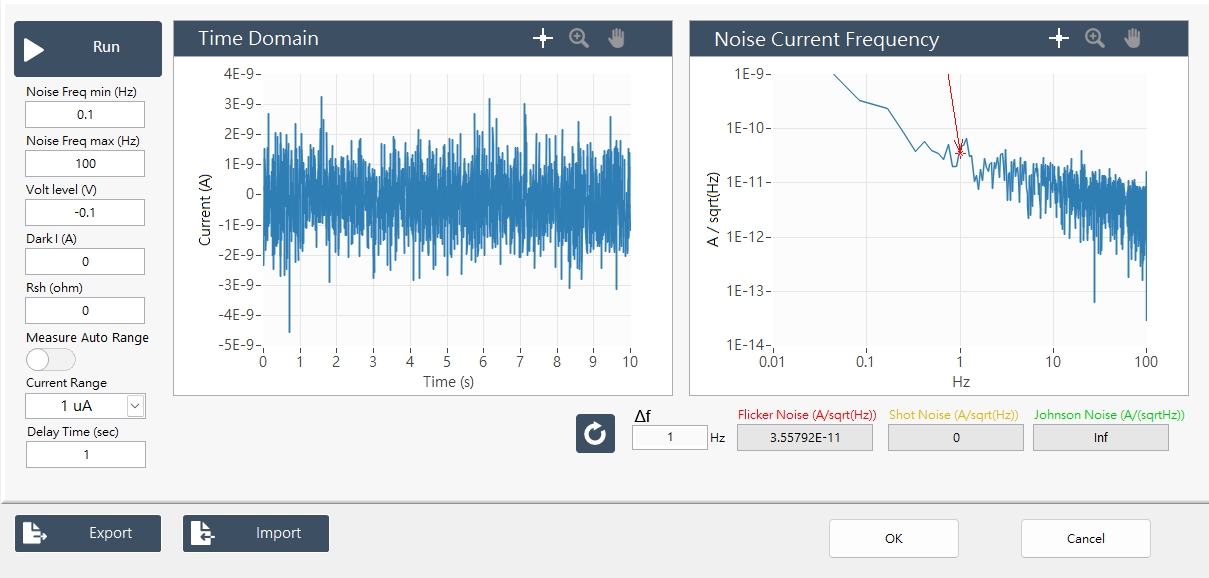 Run
Noise Freq min (Hz)
0.1
Noise Freq max (Hz)
100
Volt level (V)
-0.1
Dark I (A)
0
Rsh (ohm)
0
Measure Auto Range
Current Range
1 uA
Delay Time (sec)
1
Time Domain
Current (A)
4E-9
3E-9
2E-9
1E-9
0
-1E-9
-2E-9
-3E-9
-4E-9
-5E-9
0 1 2 3 4 5 6 7 8 9 10
Time (s)
Noise Current Frequency
A / sqrt(Hz)
1E-9
1E-10
1E-11
1E-12
1E-13
1E-14
0.01 0.1 1 10 100
Hz
Δf
1 Hz
Flicker Noise (A/sqrt(Hz))
3.55792E-11
Shot Noise (A/sqrt(Hz))
0
Johnson Noise (A/(sqrtHz))
Inf
Export
Import
OK
Cancel